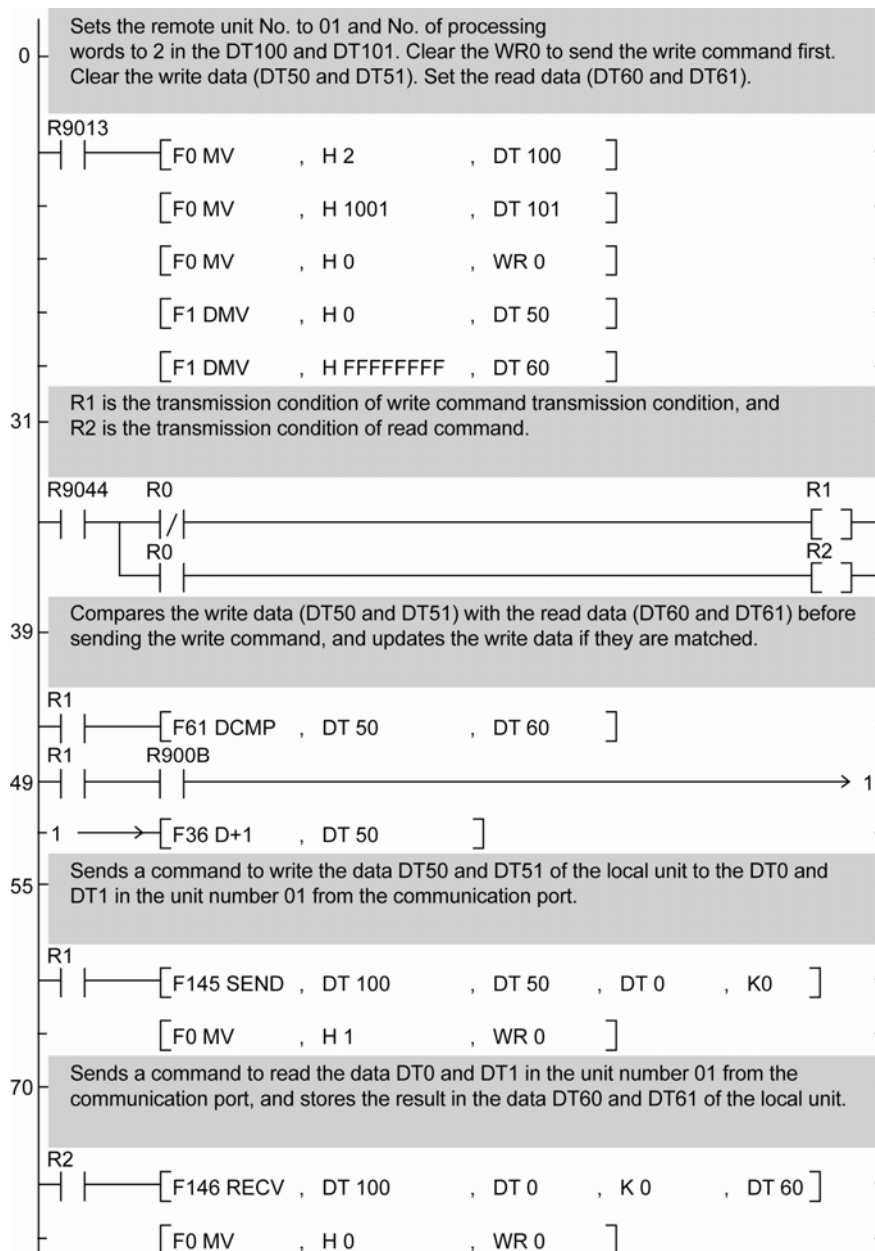 Sets the remote unit No. to 01 and No. of processing
0 words to 2 in the DT100 and DT101. Clear the WR0 to send the write command first.
Clear the write data (DT50 and DT51). Set the read data (DT60 and DT61).
R9013
F0 MV , H 2 , DT 100
F0 MV , H 1001 , DT 101
F0 MV , H 0 , WR 0
F1 DMV , H 0 , DT 50
F1 DMV , H FFFFFFFF , DT 60
R1 is the transmission condition of write command transmission condition, and
31 R2 is the transmission condition of read command.
R9044 R0 R1
R0 R2
Compares the write data (DT50 and DT51) with the read data (DT60 and DT61) before
39 sending the write command, and updates the write data if they are matched.
R1
F61 DCMP , DT 50 , DT 60
R1 R900B
49 1
1 F36 D+1 , DT 50
Sends a command to write the data DT50 and DT51 of the local unit to the DT0 and
55 DT1 in the unit number 01 from the communication port.
R1
F145 SEND , DT 100 , DT 50 , DT 0 , K0
F0 MV , H 1 , WR 0
Sends a command to read the data DT0 and DT1 in the unit number 01 from the
70 communication port, and stores the result in the data DT60 and DT61 of the local unit.
R2
F146 RECV , DT 100 , DT 0 , K 0 , DT 60
F0 MV , H 0 , WR 0